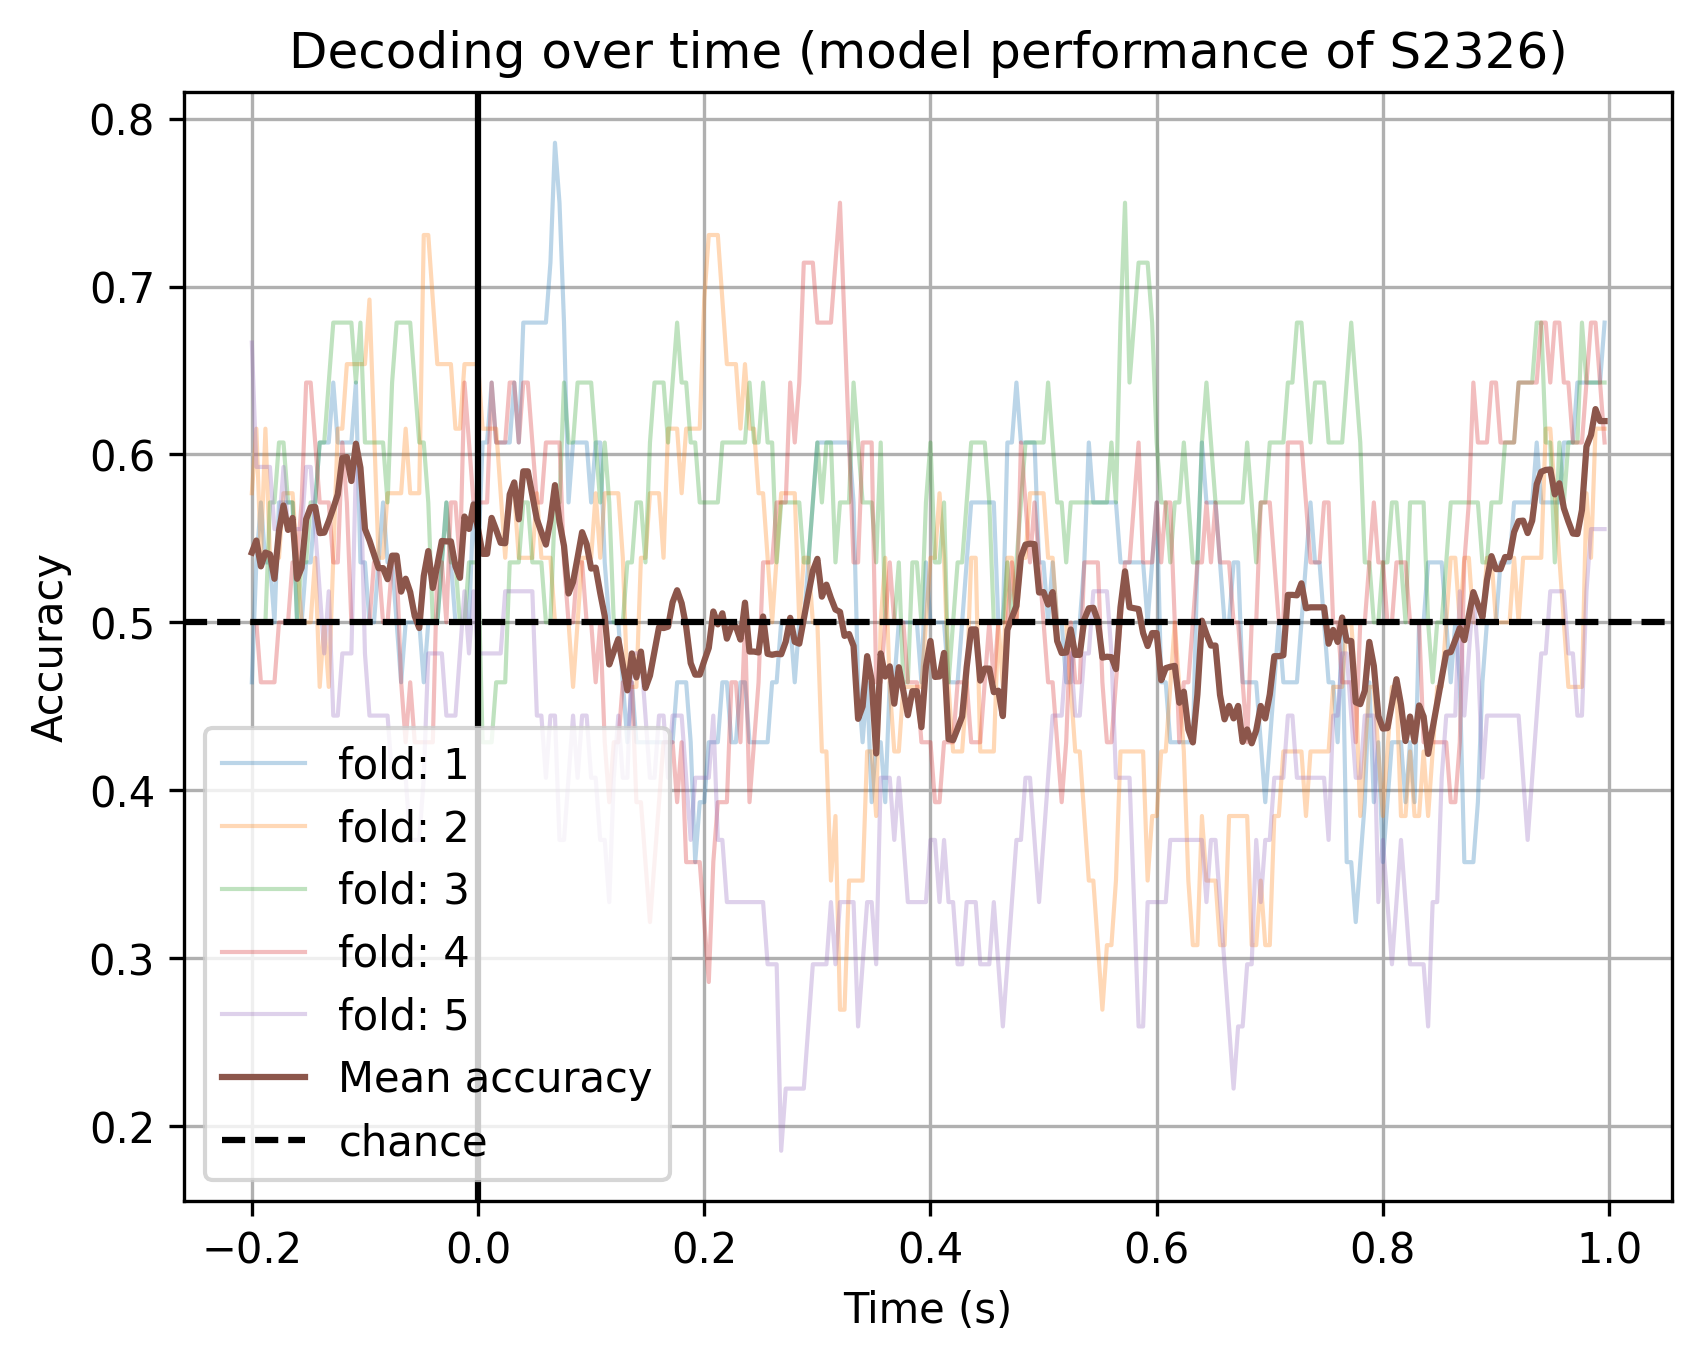 Decoding over time (model performance of S2326)
Accuracy
0.8
0.7
0.6
0.5
0.4
0.3
0.2
fold: 1
fold: 2
fold: 3
fold: 4
fold: 5
Mean accuracy
chance
−0.2 0.0 0.2 0.4 0.6 0.8 1.0
Time (s)